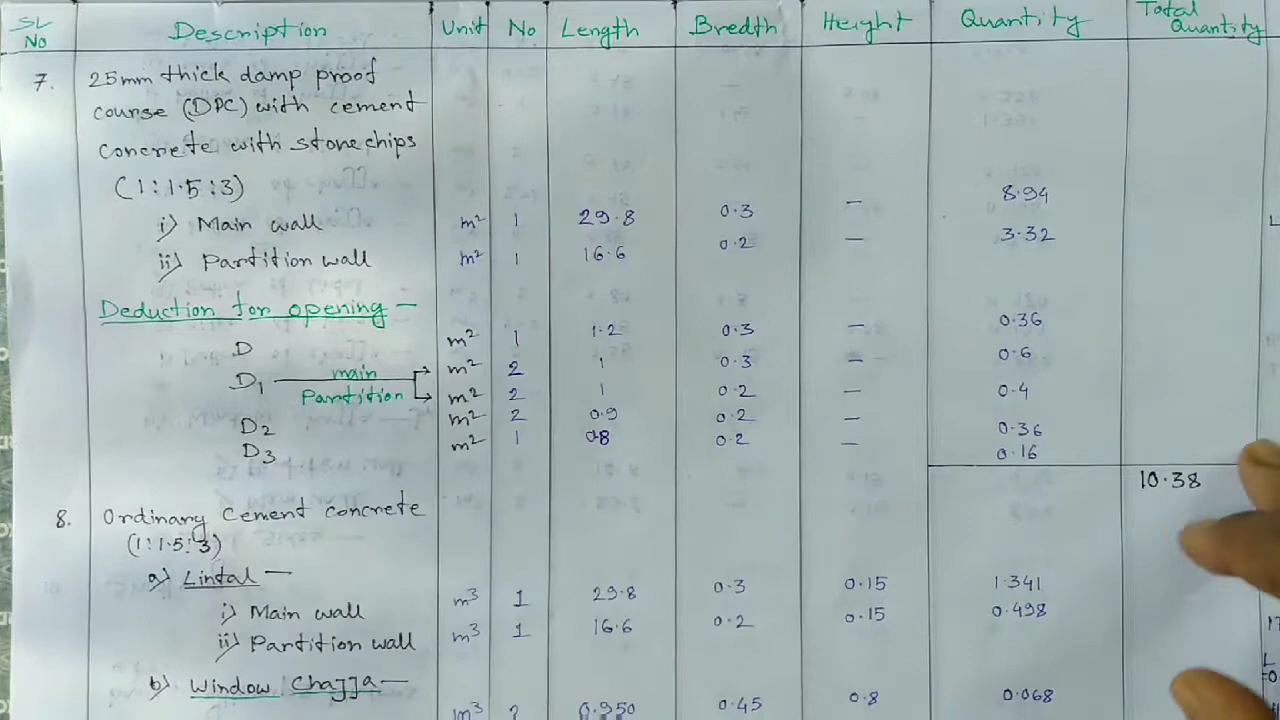 SL No Description Unit No Length Bredth Height Quantity Total Quantity
7. 25mm thick damp proof
course (DPC) with cement
concrete with stone chips
(1:1.5:3)
i) Main wall m² 1 29.8 0.3 — 8.94
ii) Partition wall m² 1 16.6 0.2 — 3.32
Deduction for opening —
D m² 1 1.2 0.3 — 0.36
D1 main m² 2 1 0.3 — 0.6
Partition m² 2 1 0.2 — 0.4
D2 m² 2 0.9 0.2 — 0.36
D3 m² 1 0.8 0.2 — 0.16
10.38
8. Ordinary cement concrete
(1:1.5:3)
a) Lintal —
i) Main wall m³ 1 29.8 0.3 0.15 1.341
ii) Partition wall m³ 1 16.6 0.2 0.15 0.498
b) Window Chajja —
m³ 2 0.950 0.45 0.8 0.068